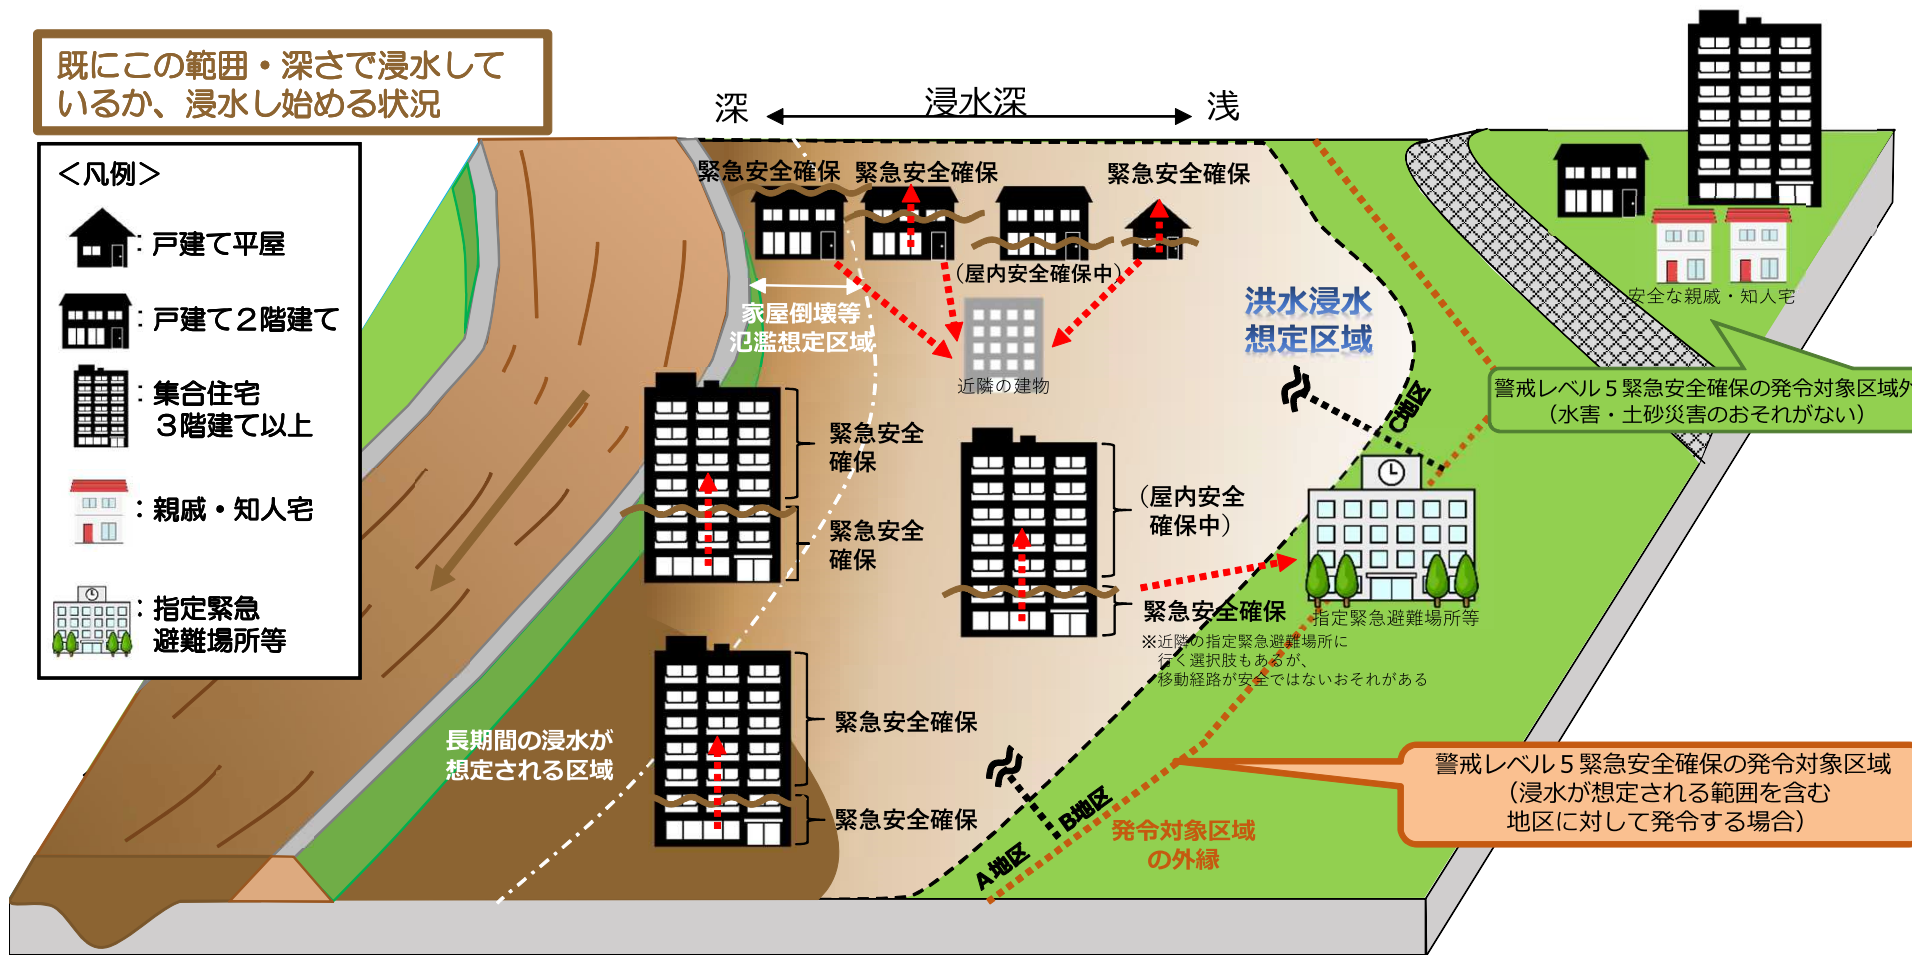 既にこの範囲・深さで浸水して
いるか、浸水し始める状況
＜凡例＞
：戸建て平屋
：戸建て２階建て
：集合住宅
３階建て以上
：親戚・知人宅
：指定緊急
避難場所等
深
浸水深
浅
緊急安全確保
緊急安全確保
緊急安全確保
（屋内安全確保中）
家屋倒壊等
氾濫想定区域
近隣の建物
洪水浸水
想定区域
安全な親戚・知人宅
警戒レベル５緊急安全確保の発令対象区域外
（水害・土砂災害のおそれがない）
C地区
緊急安全
確保
緊急安全
確保
（屋内安全
確保中）
緊急安全確保
※近隣の指定緊急避難場所に
行く選択肢もあるが、
移動経路が安全ではないおそれがある
指定緊急避難場所等
長期間の浸水が
想定される区域
緊急安全確保
緊急安全確保
B地区
A地区
発令対象区域
の外縁
警戒レベル５緊急安全確保の発令対象区域
（浸水が想定される範囲を含む
地区に対して発令する場合）